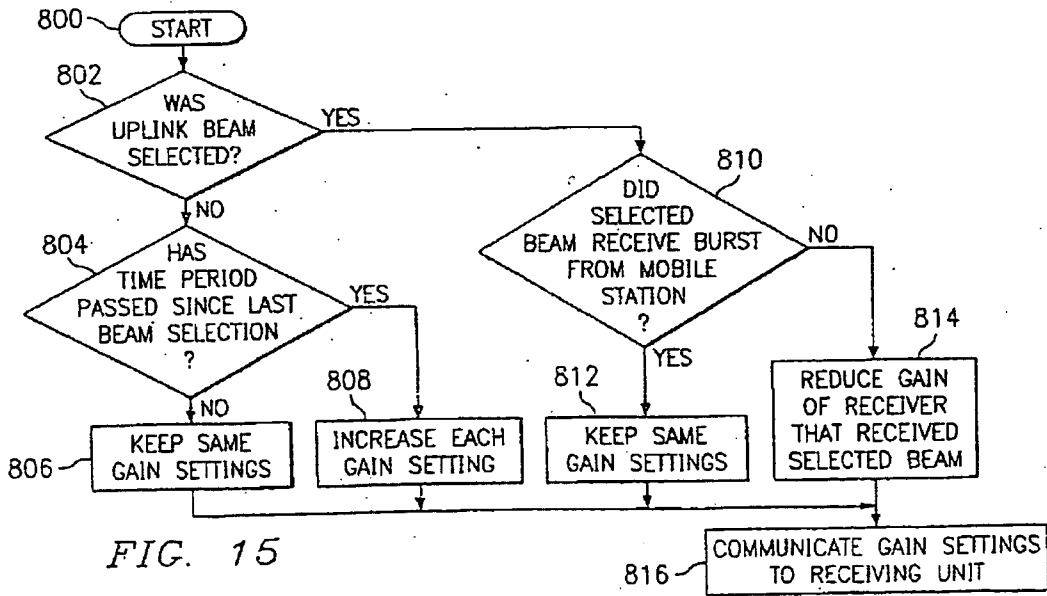 800
START
802
WAS
UPLINK BEAM
SELECTED?
YES
NO
804
HAS
TIME PERIOD
PASSED SINCE LAST
BEAM SELECTION
?
YES
NO
806
KEEP SAME
GAIN SETTINGS
808
INCREASE EACH
GAIN SETTING
810
DID
SELECTED
BEAM RECEIVE BURST
FROM MOBILE
STATION
?
NO
YES
812
KEEP SAME
GAIN SETTINGS
814
REDUCE GAIN
OF RECEIVER
THAT RECEIVED
SELECTED BEAM
816
COMMUNICATE GAIN SETTINGS
TO RECEIVING UNIT
FIG. 15